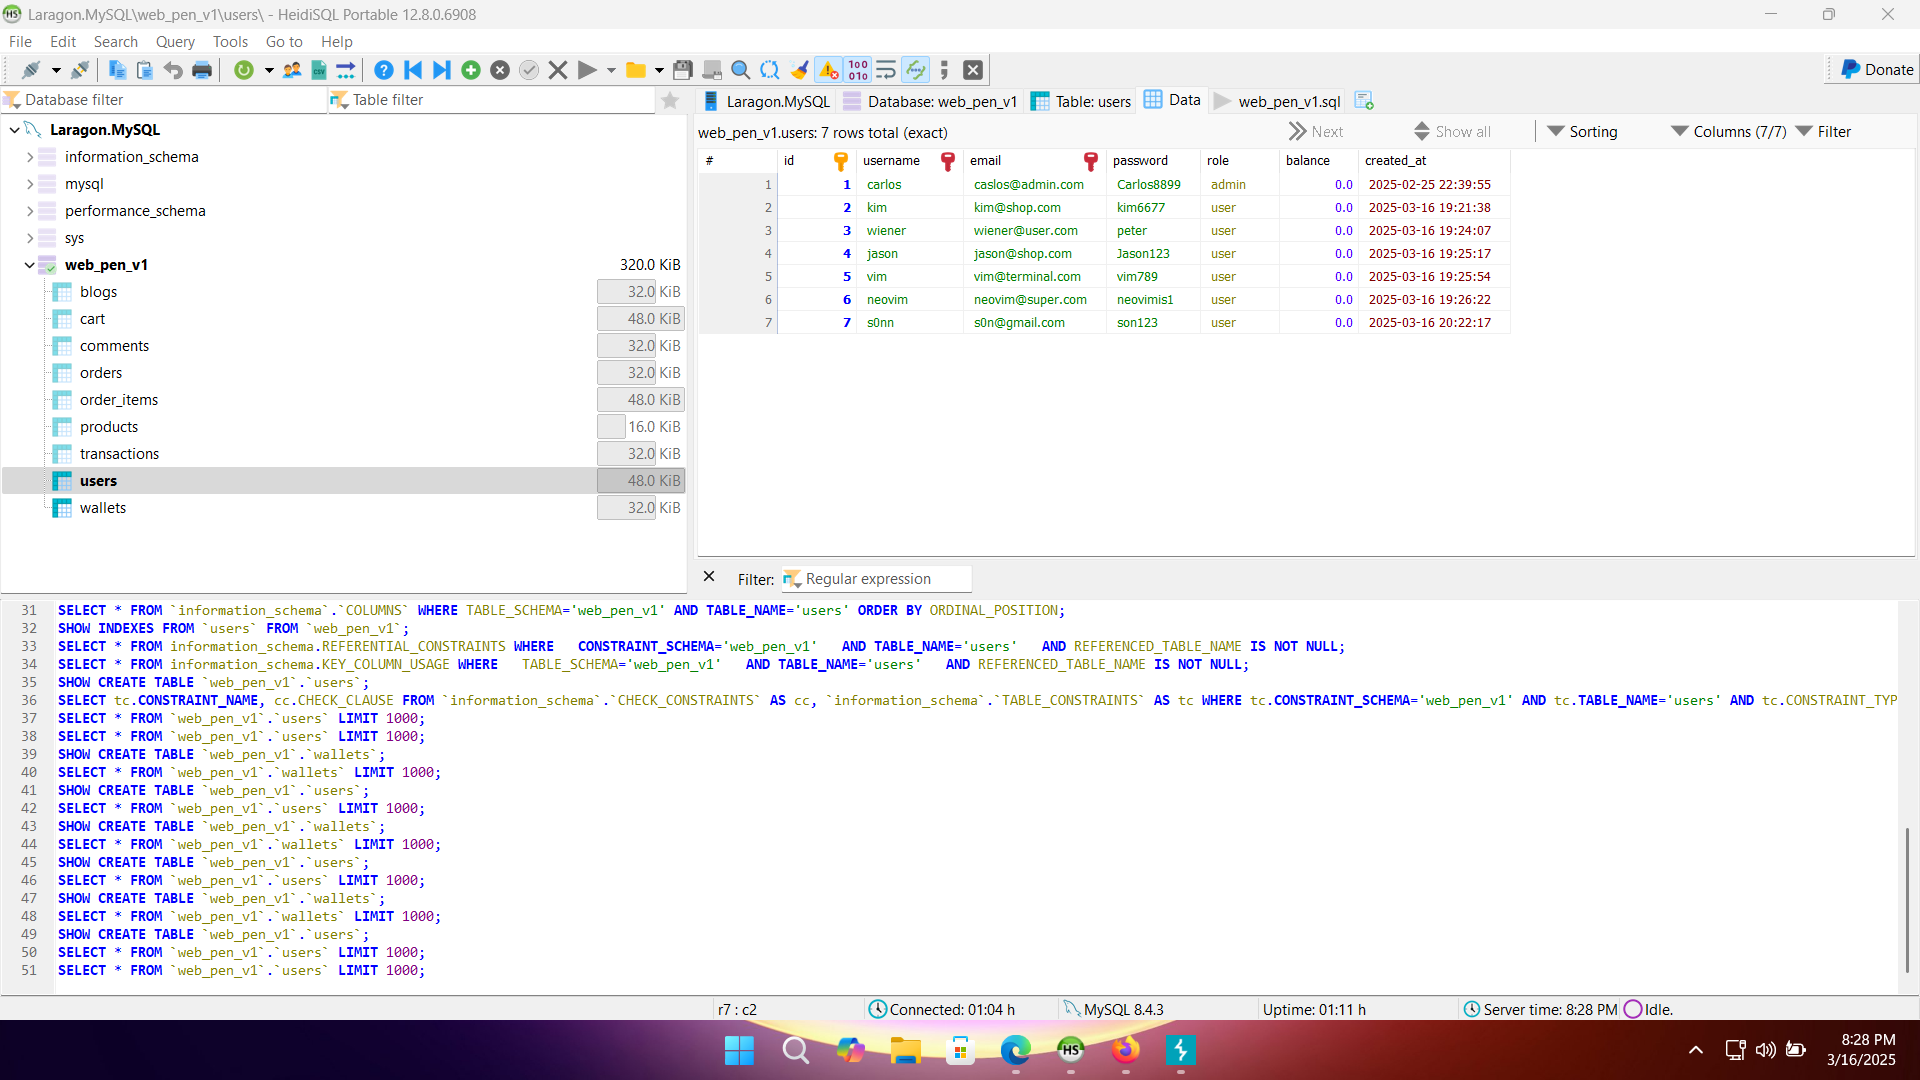 Laragon.MySQL\web_pen_v1\users\ - HeidiSQL Portable 12.8.0.6908
File Edit Search Query Tools Go to Help
Donate
Database filter Table filter
Laragon.MySQL Database: web_pen_v1 Table: users Data web_pen_v1.sql
Laragon.MySQL
information_schema
mysql
performance_schema
sys
web_pen_v1 320.0 KiB
blogs 32.0 KiB
cart 48.0 KiB
comments 32.0 KiB
orders 32.0 KiB
order_items 48.0 KiB
products 16.0 KiB
transactions 32.0 KiB
users 48.0 KiB
wallets 32.0 KiB
web_pen_v1.users: 7 rows total (exact) Next Show all Sorting Columns (7/7) Filter
# id username email password role balance created_at
1 1 carlos caslos@admin.com Carlos8899 admin 0.0 2025-02-25 22:39:55
2 2 kim kim@shop.com kim6677 user 0.0 2025-03-16 19:21:38
3 3 wiener wiener@user.com peter user 0.0 2025-03-16 19:24:07
4 4 jason jason@shop.com Jason123 user 0.0 2025-03-16 19:25:17
5 5 vim vim@terminal.com vim789 user 0.0 2025-03-16 19:25:54
6 6 neovim neovim@super.com neovimis1 user 0.0 2025-03-16 19:26:22
7 7 s0nn s0n@gmail.com son123 user 0.0 2025-03-16 20:22:17
Filter: Regular expression
31 SELECT * FROM `information_schema`.`COLUMNS` WHERE TABLE_SCHEMA='web_pen_v1' AND TABLE_NAME='users' ORDER BY ORDINAL_POSITION;
32 SHOW INDEXES FROM `users` FROM `web_pen_v1`;
33 SELECT * FROM information_schema.REFERENTIAL_CONSTRAINTS WHERE   CONSTRAINT_SCHEMA='web_pen_v1'   AND TABLE_NAME='users'   AND REFERENCED_TABLE_NAME IS NOT NULL;
34 SELECT * FROM information_schema.KEY_COLUMN_USAGE WHERE   TABLE_SCHEMA='web_pen_v1'   AND TABLE_NAME='users'   AND REFERENCED_TABLE_NAME IS NOT NULL;
35 SHOW CREATE TABLE `web_pen_v1`.`users`;
36 SELECT tc.CONSTRAINT_NAME, cc.CHECK_CLAUSE FROM `information_schema`.`CHECK_CONSTRAINTS` AS cc, `information_schema`.`TABLE_CONSTRAINTS` AS tc WHERE tc.CONSTRAINT_SCHEMA='web_pen_v1' AND tc.TABLE_NAME='users' AND tc.CONSTRAINT_TYP
37 SELECT * FROM `web_pen_v1`.`users` LIMIT 1000;
38 SELECT * FROM `web_pen_v1`.`users` LIMIT 1000;
39 SHOW CREATE TABLE `web_pen_v1`.`wallets`;
40 SELECT * FROM `web_pen_v1`.`wallets` LIMIT 1000;
41 SHOW CREATE TABLE `web_pen_v1`.`users`;
42 SELECT * FROM `web_pen_v1`.`users` LIMIT 1000;
43 SHOW CREATE TABLE `web_pen_v1`.`wallets`;
44 SELECT * FROM `web_pen_v1`.`wallets` LIMIT 1000;
45 SHOW CREATE TABLE `web_pen_v1`.`users`;
46 SELECT * FROM `web_pen_v1`.`users` LIMIT 1000;
47 SHOW CREATE TABLE `web_pen_v1`.`wallets`;
48 SELECT * FROM `web_pen_v1`.`wallets` LIMIT 1000;
49 SHOW CREATE TABLE `web_pen_v1`.`users`;
50 SELECT * FROM `web_pen_v1`.`users` LIMIT 1000;
51 SELECT * FROM `web_pen_v1`.`users` LIMIT 1000;
r7 : c2 Connected: 01:04 h MySQL 8.4.3 Uptime: 01:11 h Server time: 8:28 PM Idle.
HS
8:28 PM
3/16/2025